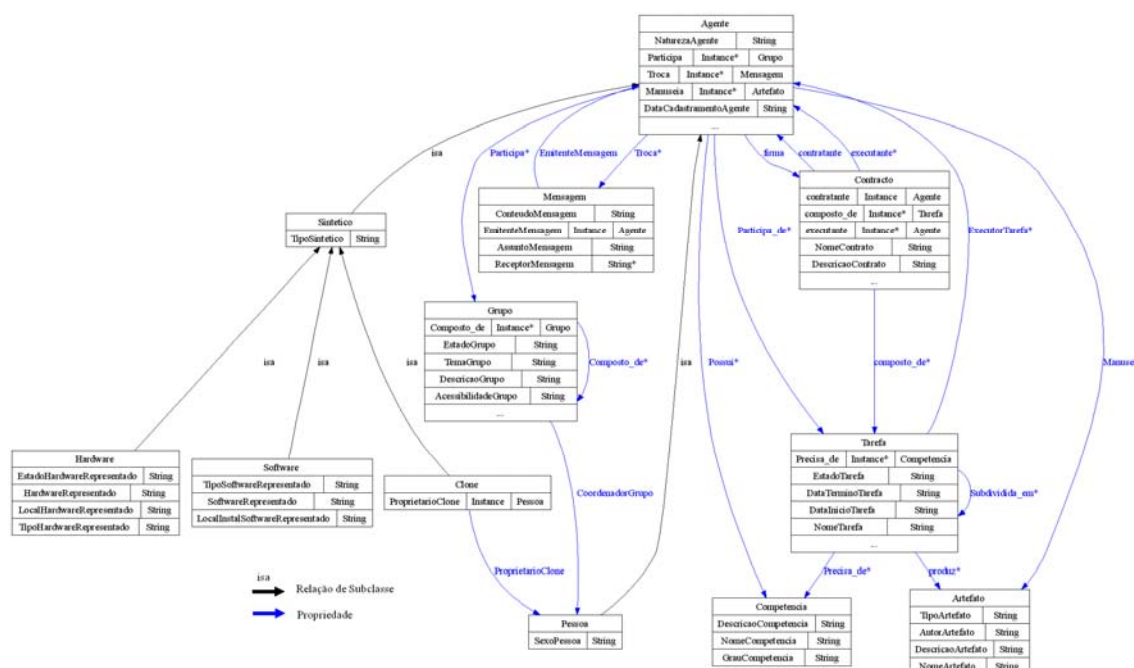 Agente
NaturezaAgente String
Participa Instance* Grupo
Troca Instance* Mensagem
Manuseia Instance* Artefato
DataCadastramentoAgente String
...
isa
Participa*
EmitenteMensagem
Troca*
firma
contratante
executante*
Mensagem
ConteudoMensagem String
EmitenteMensagem Instance Agente
AssuntoMensagem String
ReceptorMensagem String*
Contracto
contratante Instance Agente
composto_de Instance* Tarefa
executante Instance* Agente
NomeContrato String
DescricaoContrato String
...
Sintetico
TipoSintetico String
Participa_de*
ExecutorTarefa*
Grupo
Composto_de Instance* Grupo
EstadoGrupo String
TemaGrupo String
DescricaoGrupo String
AcessibilidadeGrupo String
...
isa
isa
isa
Composto_de*
isa
Possui*
composto_de*
Manuse
Hardware
EstadoHardwareRepresentado String
HardwareRepresentado String
LocalHardwareRepresentado String
TipoHardwareRepresentado String
Software
TipoSoftwareRepresentado String
SoftwareRepresentado String
LocalInstalSoftwareRepresentado String
Clone
ProprietarioClone Instance Pessoa
CoordenadorGrupo
Tarefa
Precisa_de Instance* Competencia
EstadoTarefa String
DataTerminoTarefa String
DataInicioTarefa String
NomeTarefa String
...
Subdividida_em*
ProprietarioClone
Precisa_de*
produz*
isa
Relação de Subclasse
Propriedade
Pessoa
SexoPessoa String
Competencia
DescricaoCompetencia String
NomeCompetencia String
GrauCompetencia String
Artefato
TipoArtefato String
AutorArtefato String
DescricaoArtefato String
NomeArtefato String